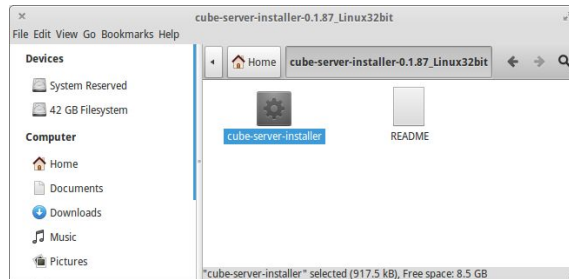 cube-server-installer-0.1.87_Linux32bit
File Edit View Go Bookmarks Help
Devices
System Reserved
42 GB Filesystem
Computer
Home
Documents
Downloads
Music
Pictures
Home cube-server-installer-0.1.87_Linux32bit
cube-server-installer
README
"cube-server-installer" selected (917.5 kB), Free space: 8.5 GB